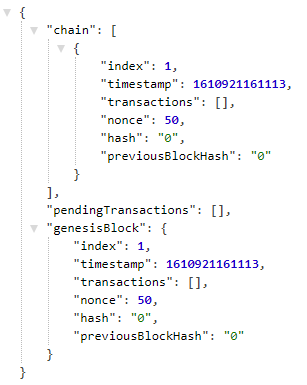 {
"chain": [
{
"index": 1,
"timestamp": 1610921161113,
"transactions": [],
"nonce": 50,
"hash": "0",
"previousBlockHash": "0"
}
],
"pendingTransactions": [],
"genesisBlock": {
"index": 1,
"timestamp": 1610921161113,
"transactions": [],
"nonce": 50,
"hash": "0",
"previousBlockHash": "0"
}
}